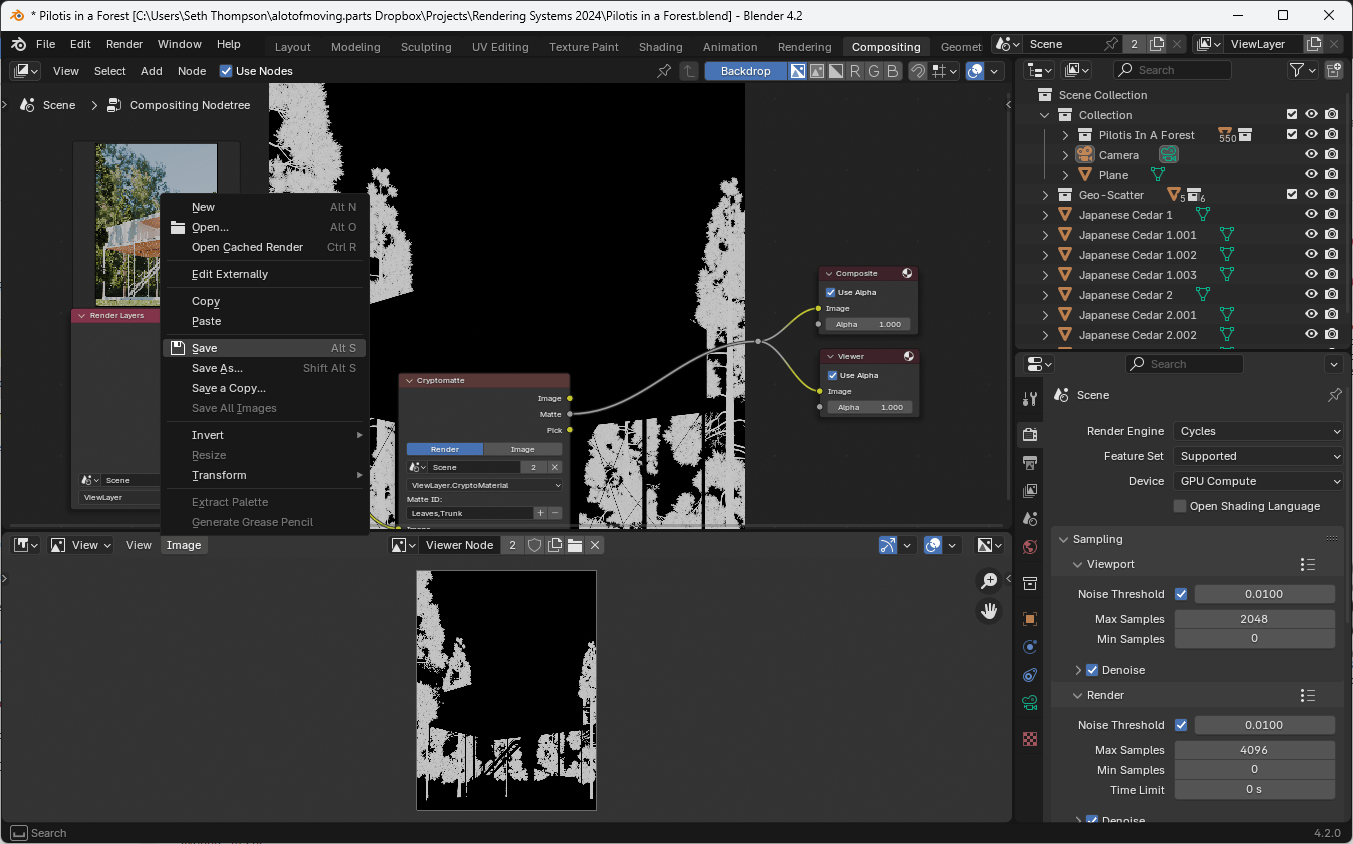 * Pilotis in a Forest [C:\Users\Seth Thompson\alotofmoving.parts Dropbox\Projects\Rendering Systems 2024\Pilotis in a Forest.blend] - Blender 4.2
File Edit Render Window Help Layout Modeling Sculpting UV Editing Texture Paint Shading Animation Rendering Compositing Geomet Scene 2 ViewLayer
View Select Add Node Use Nodes Backdrop R G B Search
Scene Compositing Nodetree
Scene Collection
Collection
Pilotis In A Forest 550
Camera
Plane
Geo-Scatter 5 6
Japanese Cedar 1
Japanese Cedar 1.001
Japanese Cedar 1.002
Japanese Cedar 1.003
Japanese Cedar 2
Japanese Cedar 2.001
Japanese Cedar 2.002
New Alt N
Open... Alt O
Open Cached Render Ctrl R
Edit Externally
Copy
Paste
Save Alt S
Save As... Shift Alt S
Save a Copy...
Save All Images
Invert
Resize
Transform
Extract Palette
Generate Grease Pencil
Render Layers
Scene
ViewLayer
Cryptomatte
Image
Matte
Pick
Render Image
Scene 2
ViewLayer.CryptoMaterial
Matte ID:
Leaves,Trunk
Image
Composite
Use Alpha
Image
Alpha 1.000
Viewer
Use Alpha
Image
Alpha 1.000
Search
Scene
Render Engine Cycles
Feature Set Supported
Device GPU Compute
Open Shading Language
Sampling
Viewport
Noise Threshold 0.0100
Max Samples 2048
Min Samples 0
Denoise
Render
Noise Threshold 0.0100
Max Samples 4096
Min Samples 0
Time Limit 0 s
Denoise
View View Image Viewer Node 2
Search 4.2.0